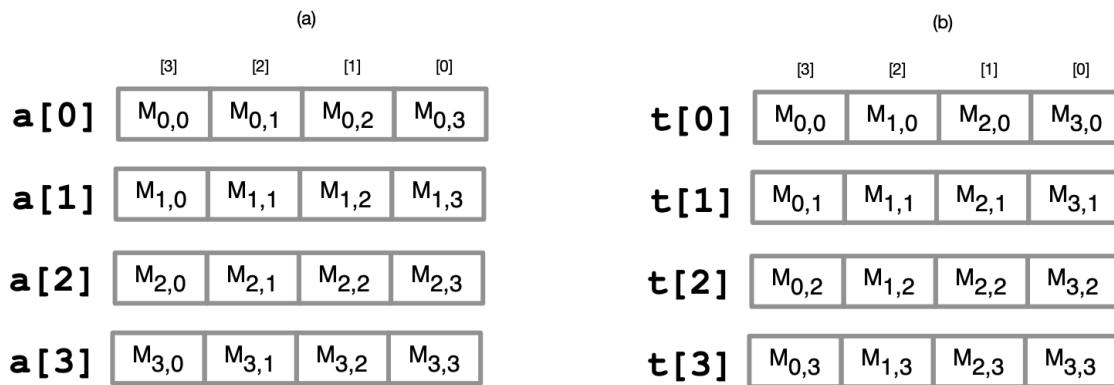 (a)
[3] [2] [1] [0]
a[0] M0,0 M0,1 M0,2 M0,3
a[1] M1,0 M1,1 M1,2 M1,3
a[2] M2,0 M2,1 M2,2 M2,3
a[3] M3,0 M3,1 M3,2 M3,3
(b)
[3] [2] [1] [0]
t[0] M0,0 M1,0 M2,0 M3,0
t[1] M0,1 M1,1 M2,1 M3,1
t[2] M0,2 M1,2 M2,2 M3,2
t[3] M0,3 M1,3 M2,3 M3,3